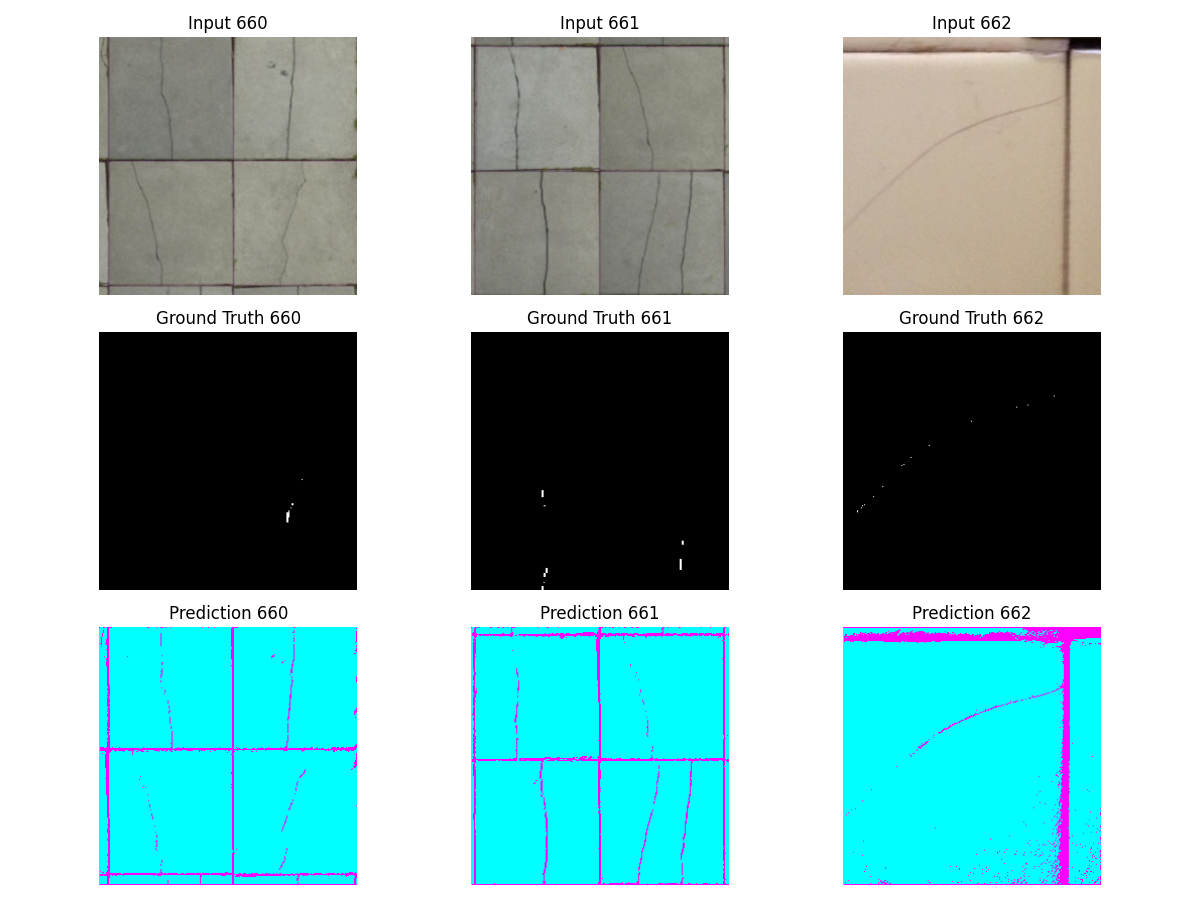 Input 660
Input 661
Input 662
Ground Truth 660
Ground Truth 661
Ground Truth 662
Prediction 660
Prediction 661
Prediction 662